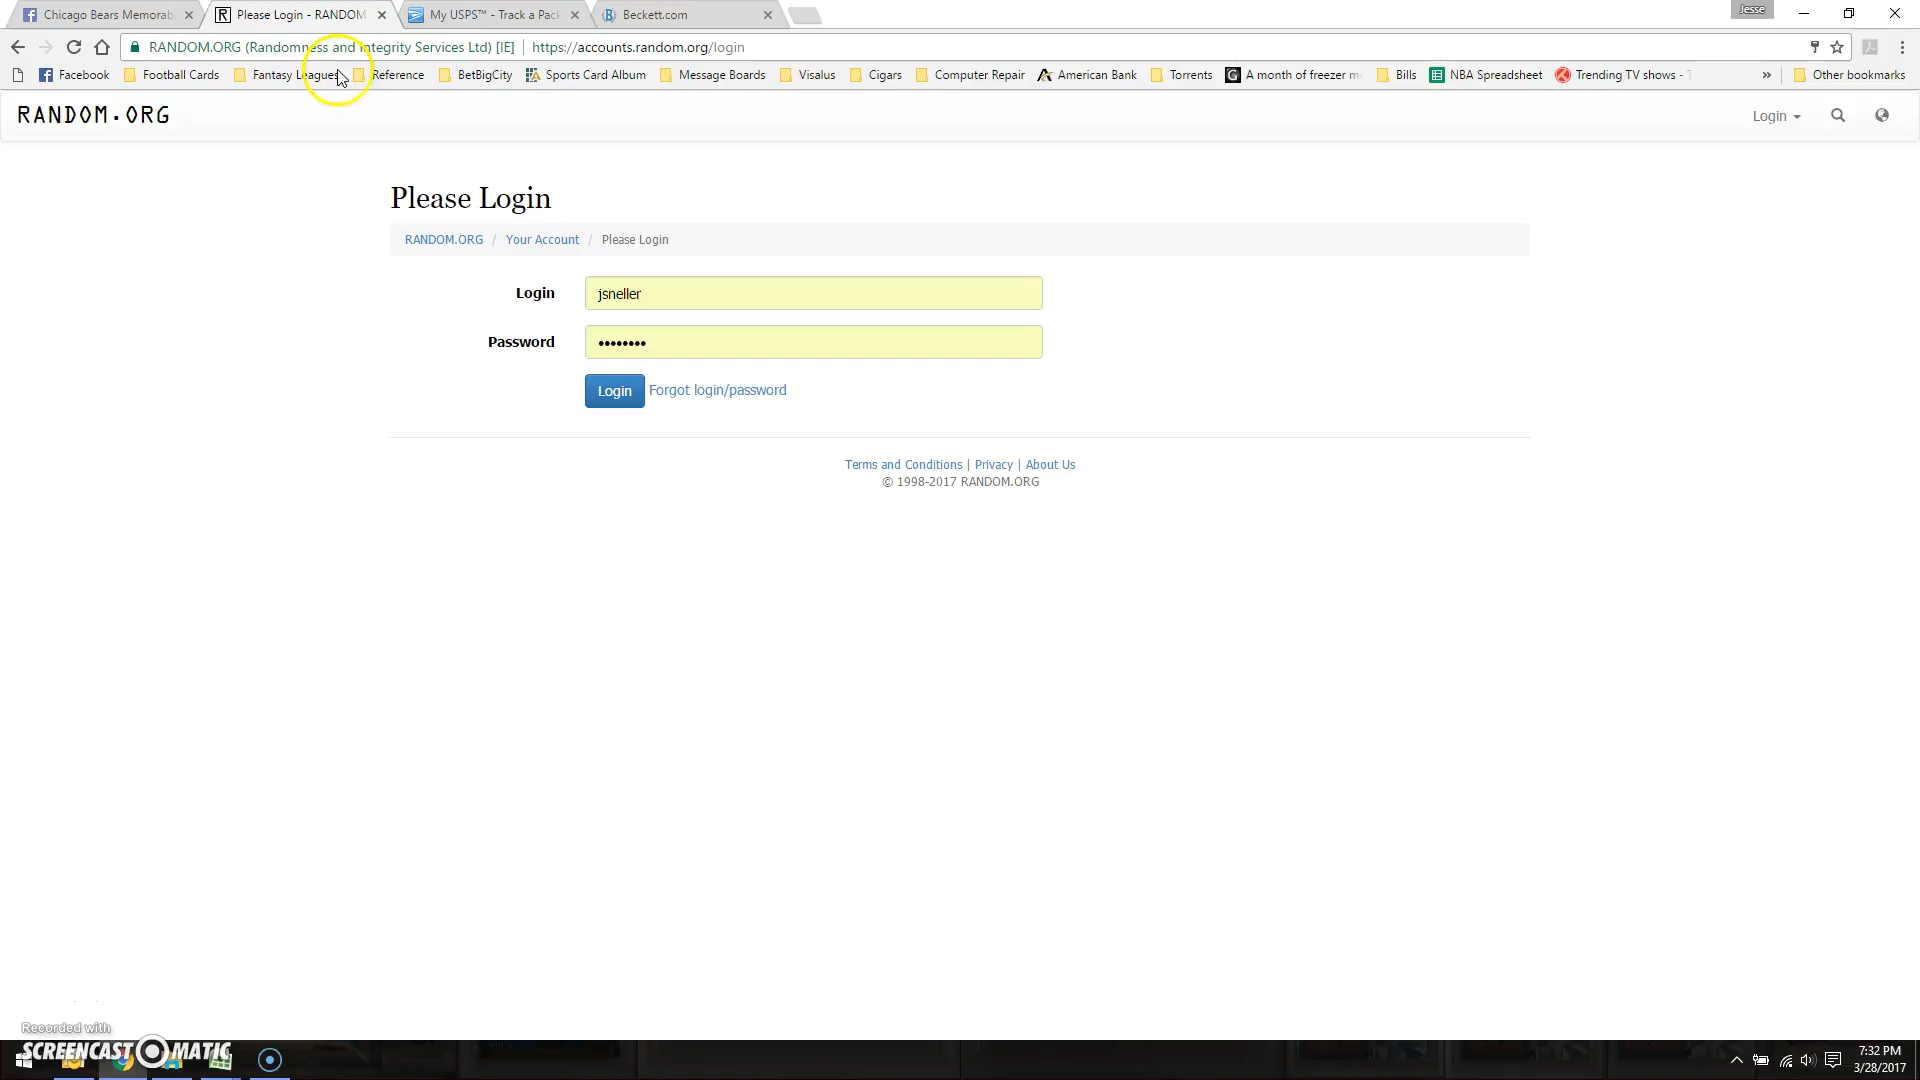 Chicago Bears Memorab
Please Login - RANDOM
My USPS™ - Track a Pack
Beckett.com
Jesse
RANDOM.ORG (Randomness and Integrity Services Ltd) [IE]
https://accounts.random.org/login
Facebook
Football Cards
Fantasy Leagues
Reference
BetBigCity
Sports Card Album
Message Boards
Visalus
Cigars
Computer Repair
American Bank
Torrents
A month of freezer m
Bills
NBA Spreadsheet
Trending TV shows -
»
Other bookmarks
RANDOM.ORG
Login
Please Login
RANDOM.ORG / Your Account / Please Login
Login
jsneller
Password
••••••••
Login
Forgot login/password
Terms and Conditions | Privacy | About Us
© 1998-2017 RANDOM.ORG
Recorded with
SCREENCAST-O-MATIC
7:32 PM
3/28/2017